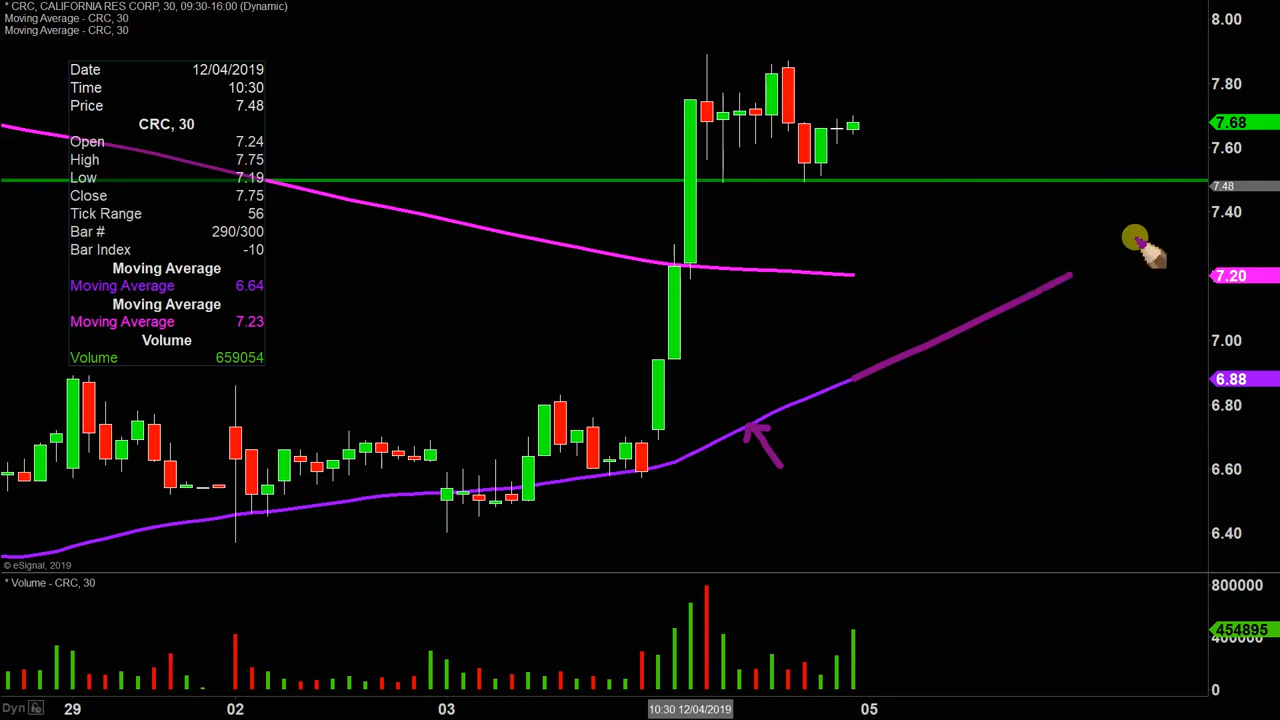 * CRC, CALIFORNIA RES CORP, 30, 09:30-16:00 (Dynamic)
Moving Average - CRC, 30
Moving Average - CRC, 30
Date 12/04/2019
Time 10:30
Price 7.48
CRC, 30
Open 7.24
High 7.75
Low 7.19
Close 7.75
Tick Range 56
Bar # 290/300
Bar Index -10
Moving Average
Moving Average 6.64
Moving Average
Moving Average 7.23
Volume
Volume 659054
8.00
7.80
7.68
7.60
7.48
7.40
7.20
7.00
6.88
6.80
6.60
6.40
© eSignal, 2019
* Volume - CRC, 30
800000
454895
400000
0
Dyn
29 02 03 10:30 12/04/2019 05